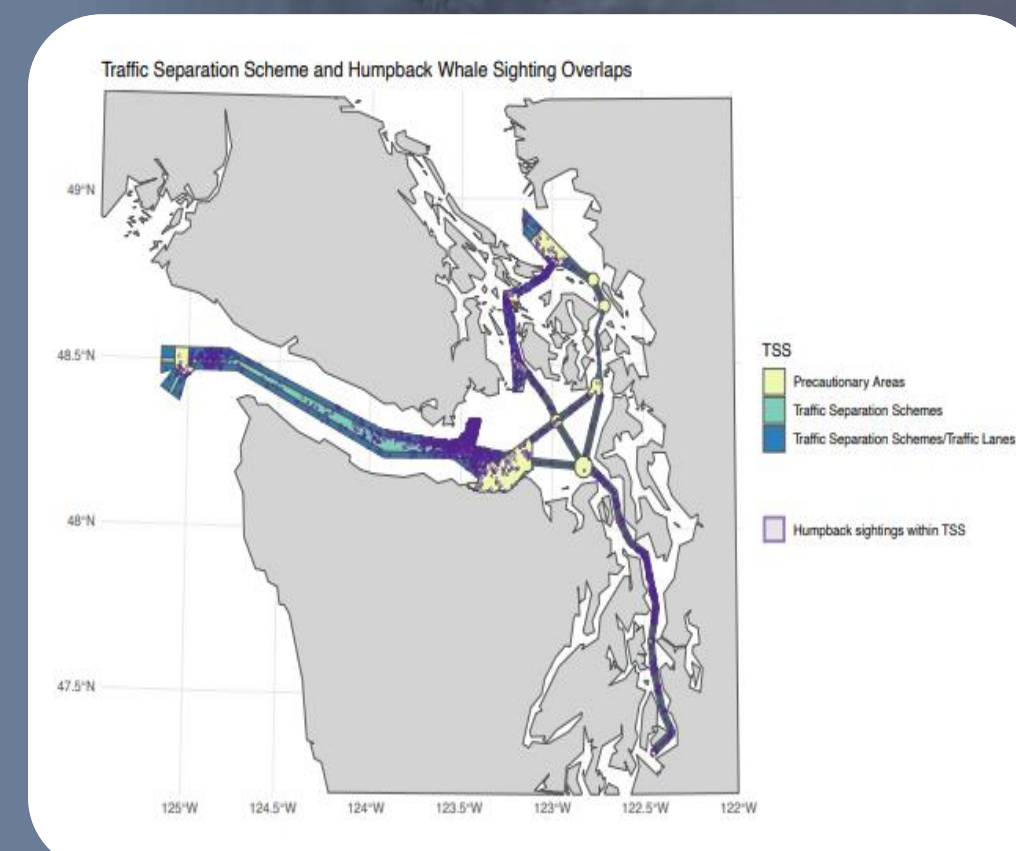 Traffic Separation Scheme and Humpback Whale Sighting Overlaps
49°N
48.5°N
48°N
47.5°N
125°W
124.5°W
124°W
123.5°W
123°W
122.5°W
122°W
TSS
Precautionary Areas
Traffic Separation Schemes
Traffic Separation Schemes/Traffic Lanes
Humpback sightings within TSS